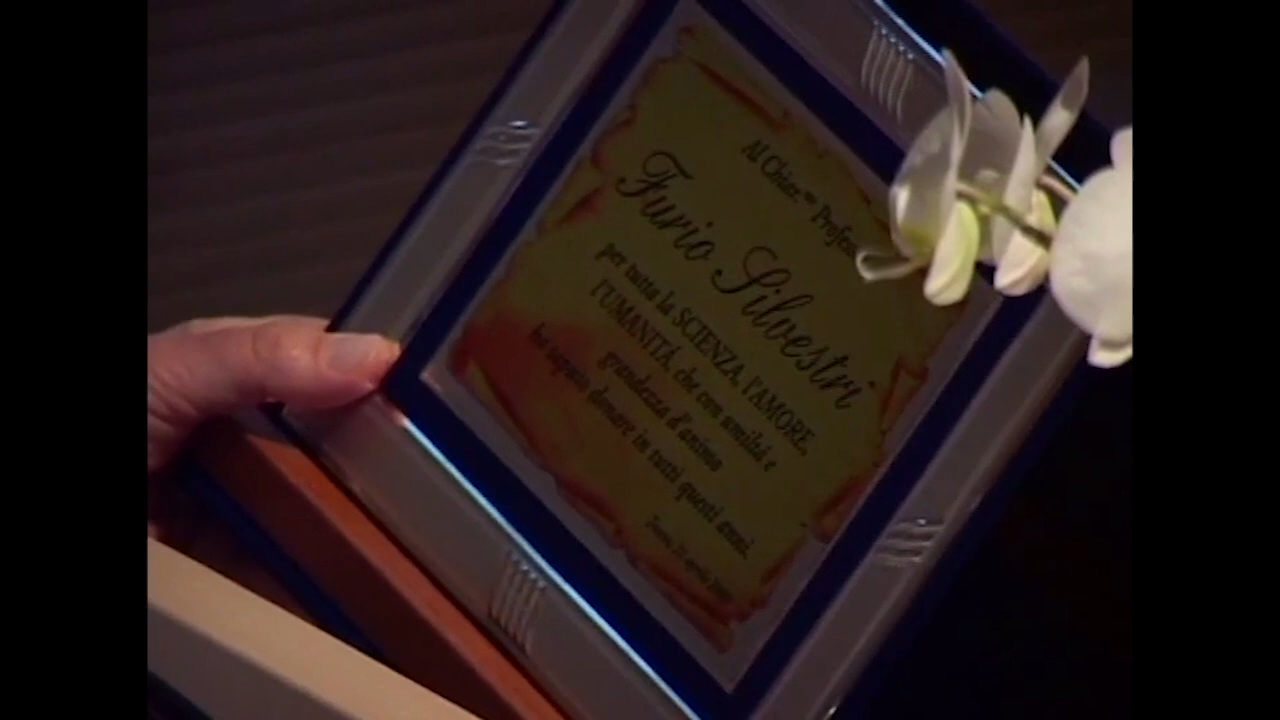 Al Chiar.mo
Furio Silvestri
per tutta la SCIENZA, l'AMORE,
l'UMANITÀ, che con umiltà e
grandezza d'animo
ha saputo donare in tutti questi anni.